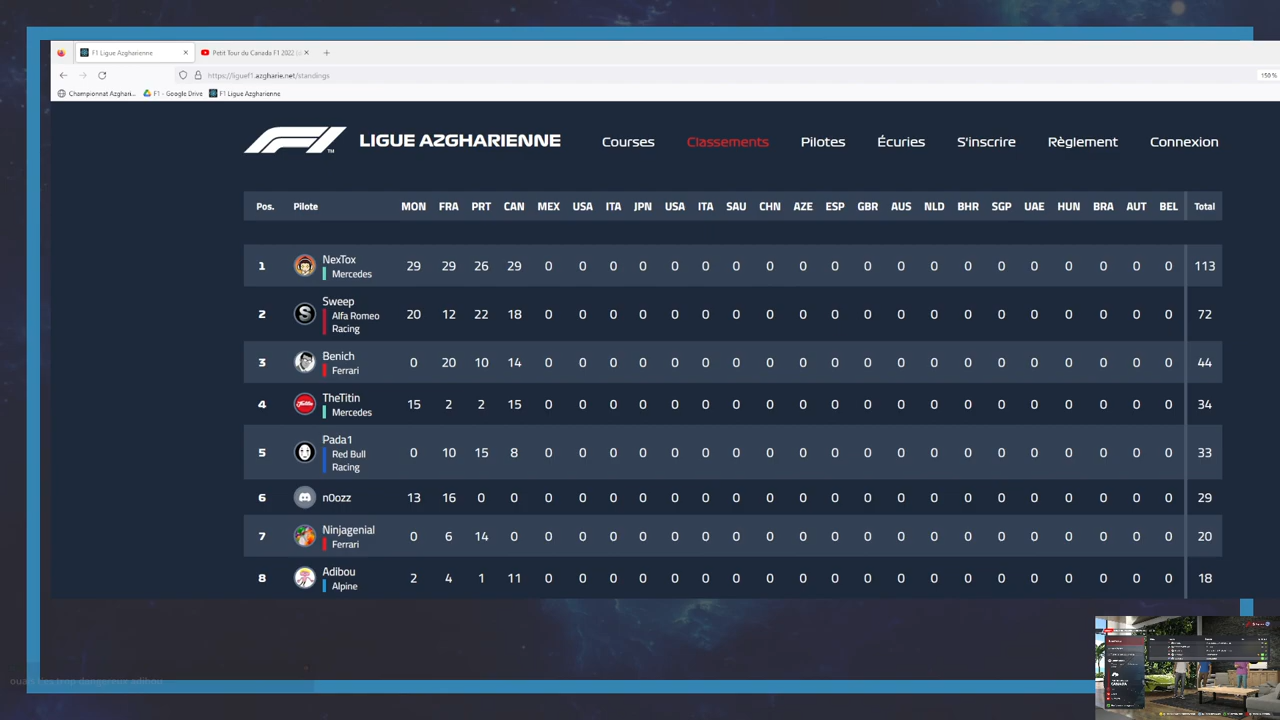 F1 Ligue Azgharienne
Petit Tour du Canada F1 2022
https://liguef1.azgharie.net/standings
150 %
Championnat Azghari... F1 - Google Drive F1 Ligue Azgharienne
F1 TM LIGUE AZGHARIENNE Courses Classements Pilotes Écuries S'inscrire Règlement Connexion
Pos. Pilote MON FRA PRT CAN MEX USA ITA JPN USA ITA SAU CHN AZE ESP GBR AUS NLD BHR SGP UAE HUN BRA AUT BEL Total
1 NexTox 29 29 26 29 0 0 0 0 0 0 0 0 0 0 0 0 0 0 0 0 0 0 0 0 113
Mercedes
2 Sweep 20 12 22 18 0 0 0 0 0 0 0 0 0 0 0 0 0 0 0 0 0 0 0 0 72
Alfa Romeo
Racing
3 Benich 0 20 10 14 0 0 0 0 0 0 0 0 0 0 0 0 0 0 0 0 0 0 0 0 44
Ferrari
4 TheTitin 15 2 2 15 0 0 0 0 0 0 0 0 0 0 0 0 0 0 0 0 0 0 0 0 34
Mercedes
5 Pada1 0 10 15 8 0 0 0 0 0 0 0 0 0 0 0 0 0 0 0 0 0 0 0 0 33
Red Bull
Racing
6 n0ozz 13 16 0 0 0 0 0 0 0 0 0 0 0 0 0 0 0 0 0 0 0 0 0 0 29
7 Ninjagenial 0 6 14 0 0 0 0 0 0 0 0 0 0 0 0 0 0 0 0 0 0 0 0 0 20
Ferrari
8 Adibou 2 4 1 11 0 0 0 0 0 0 0 0 0 0 0 0 0 0 0 0 0 0 0 0 18
Alpine
trop dangereux adibou
CANADA